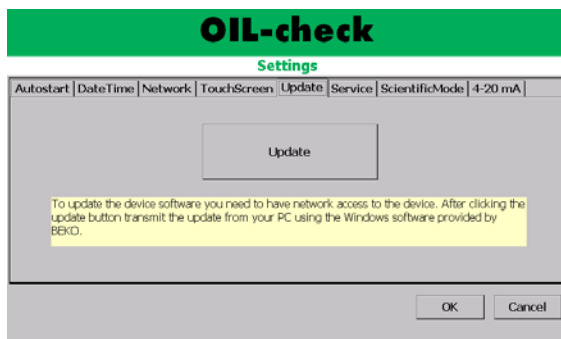 OIL-check
Settings
Autostart DateTime Network TouchScreen Update Service ScientificMode 4-20 mA
Update
To update the device software you need to have network access to the device. After clicking the
update button transmit the update from your PC using the Windows software provided by
BEKO.
OK Cancel